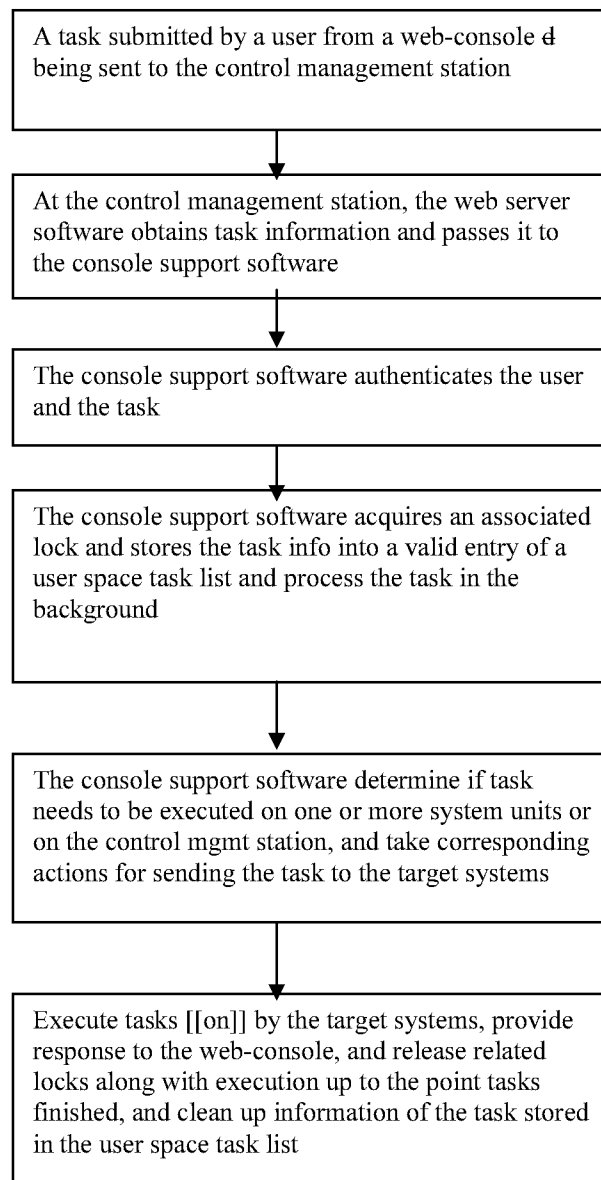 A task submitted by a user from a web-console d
being sent to the control management station
At the control management station, the web server
software obtains task information and passes it to
the console support software
The console support software authenticates the user
and the task
The console support software acquires an associated
lock and stores the task info into a valid entry of a
user space task list and process the task in the
background
The console support software determine if task
needs to be executed on one or more system units or
on the control mgmt station, and take corresponding
actions for sending the task to the target systems
Execute tasks [[on]] by the target systems, provide
response to the web-console, and release related
locks along with execution up to the point tasks
finished, and clean up information of the task stored
in the user space task list